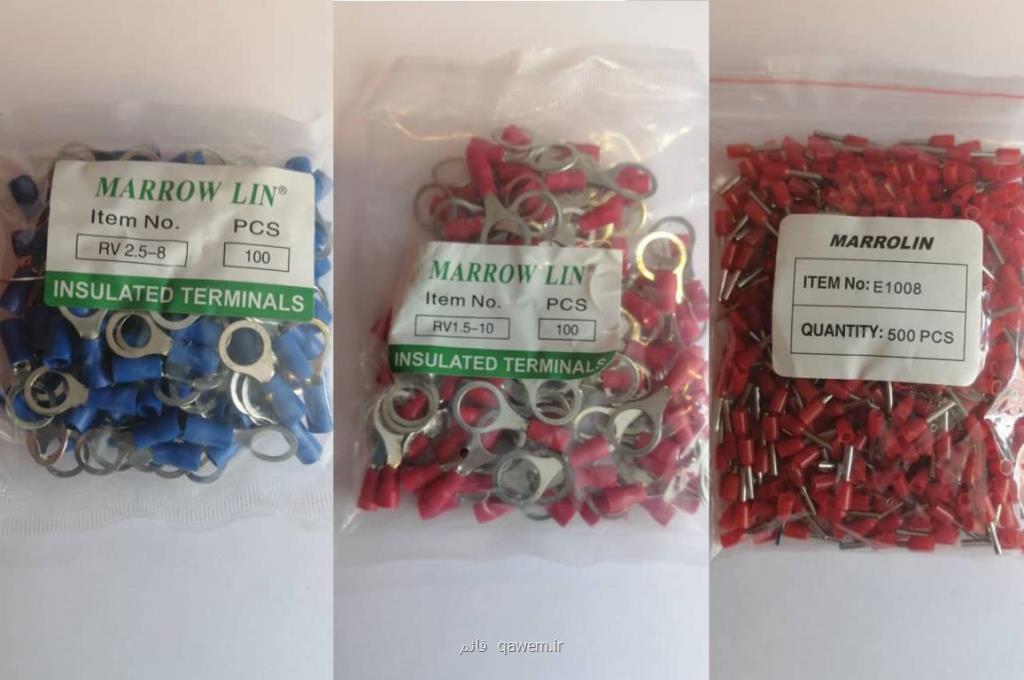 MARROW LIN®
Item No.
PCS
RV 2.5-8
100
INSULATED TERMINALS
MARROW LIN®
Item No.
PCS
RV1.5-10
100
INSULATED TERMINALS
MARROLIN
ITEM No: E1008
QUANTITY: 500 PCS
قائم qawem.ir